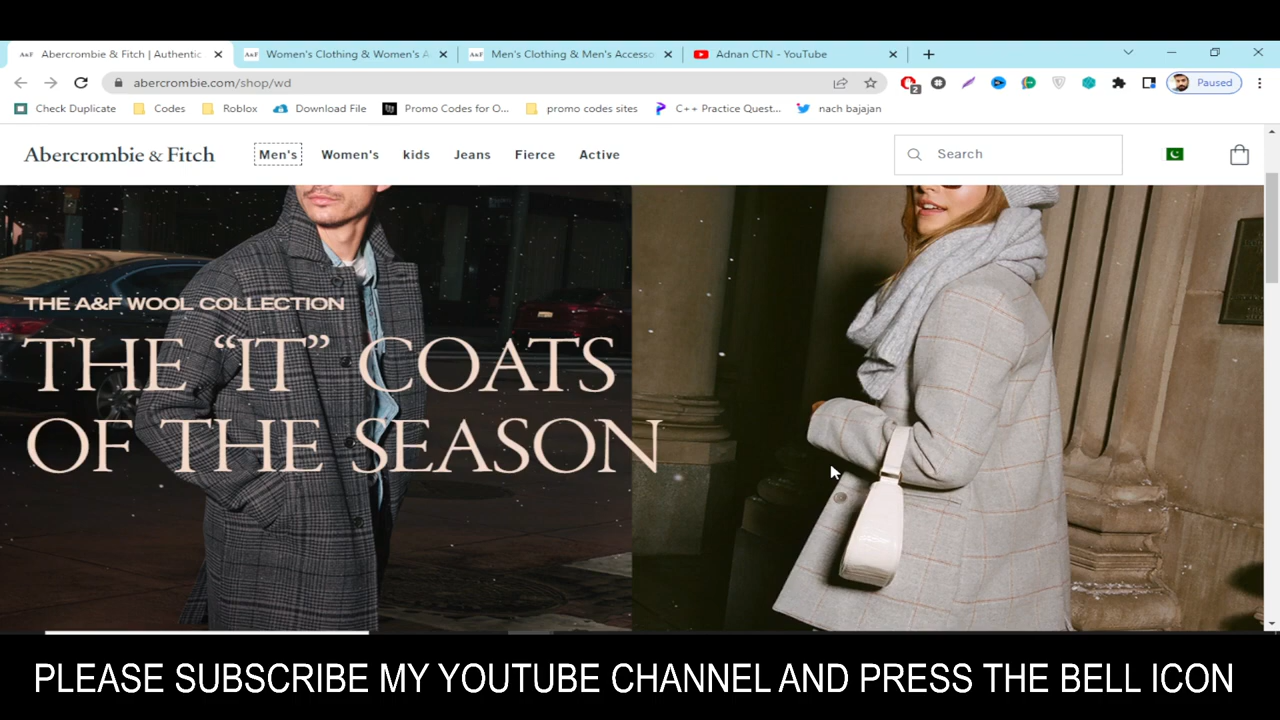 A&F Abercrombie & Fitch | Authentic
A&F Women's Clothing & Women's A
A&F Men's Clothing & Men's Accesso
Adnan CTN - YouTube
abercrombie.com/shop/wd
2
Paused
Check Duplicate
Codes
Roblox
Download File
Promo Codes for O...
promo codes sites
C++ Practice Quest...
nach bajajan
Abercrombie & Fitch
Men's
Women's
kids
Jeans
Fierce
Active
Search
THE A&F WOOL COLLECTION
THE “IT” COATS
OF THE SEASON
PLEASE SUBSCRIBE MY YOUTUBE CHANNEL AND PRESS THE BELL ICON